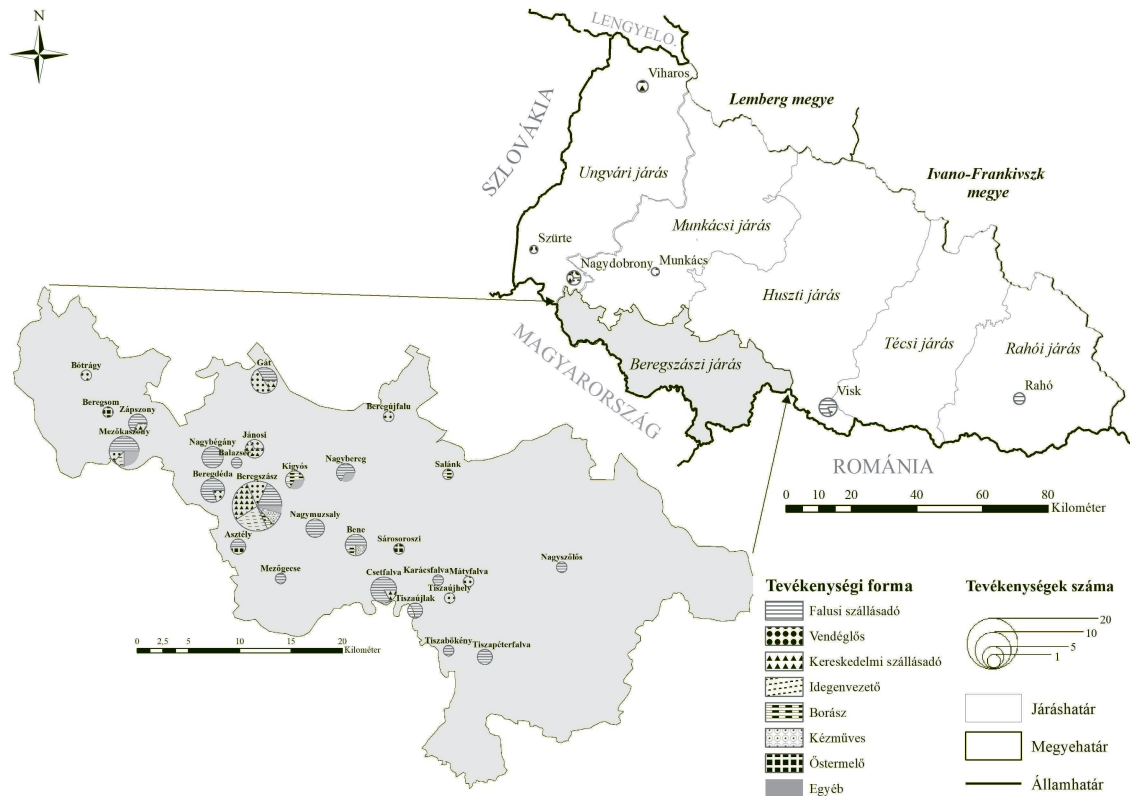 N
LENGYELO.
Viharos
Lemberg megye
SZLOVÁKIA
Ungvári járás
Ivano-Frankivszk
megye
Munkácsi járás
Szürte
Nagydobrony
Munkács
Huszti járás
Técsi járás
Rahói járás
MAGYARORSZÁG
Beregszászi járás
Visk
Rahó
ROMÁNIA
0 10 20 40 60 80
Kilométer
Bótrágy
Gát
Beregsom
Zápszony
Beregújfalu
Mezőkaszony
Nagybégány
Jánosi
Balazsér
Kígyós
Nagybereg
Salánk
Beregdéda
Beregszász
Nagymuzsaly
Asztély
Bene
Sárosoroszi
Mezőgecse
Csetfalva
Karácsfalva
Mátyfalva
Nagyszőlős
Tiszaújhely
Tiszaújlak
Tiszabökény
Tiszapéterfalva
0 2,5 5 10 15 20
Kilométer
Tevékenységi forma
Falusi szállásadó
Vendéglős
Kereskedelmi szállásadó
Idegenvezető
Borász
Kézműves
Őstermelő
Egyéb
Tevékenységek száma
20
10
5
1
Járáshatár
Megyehatár
Államhatár